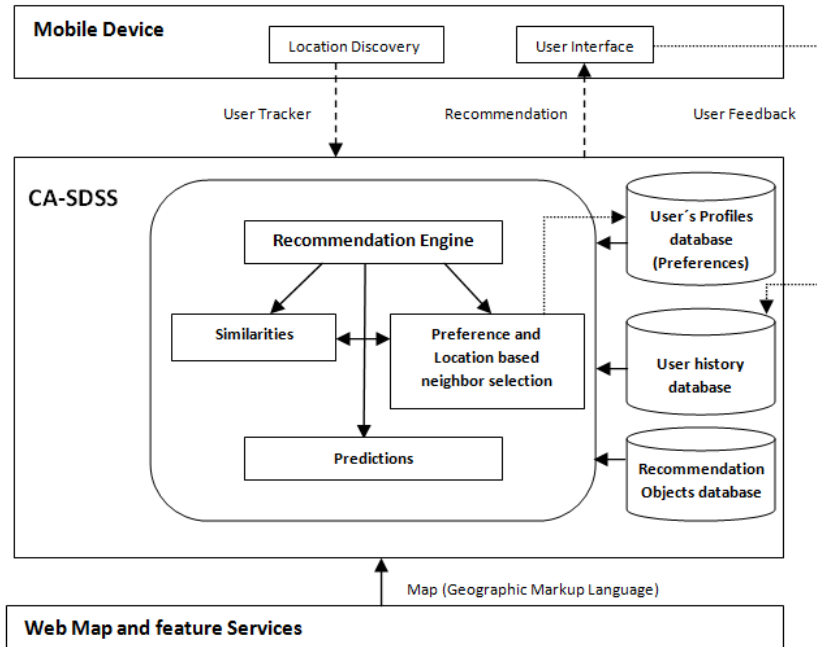 Mobile Device
Location Discovery
User Interface
User Tracker
Recommendation
User Feedback
CA-SDSS
Recommendation Engine
Similarities
Preference and
Location based
neighbor selection
Predictions
User´s Profiles
database
(Preferences)
User history
database
Recommendation
Objects database
Map (Geographic Markup Language)
Web Map and feature Services